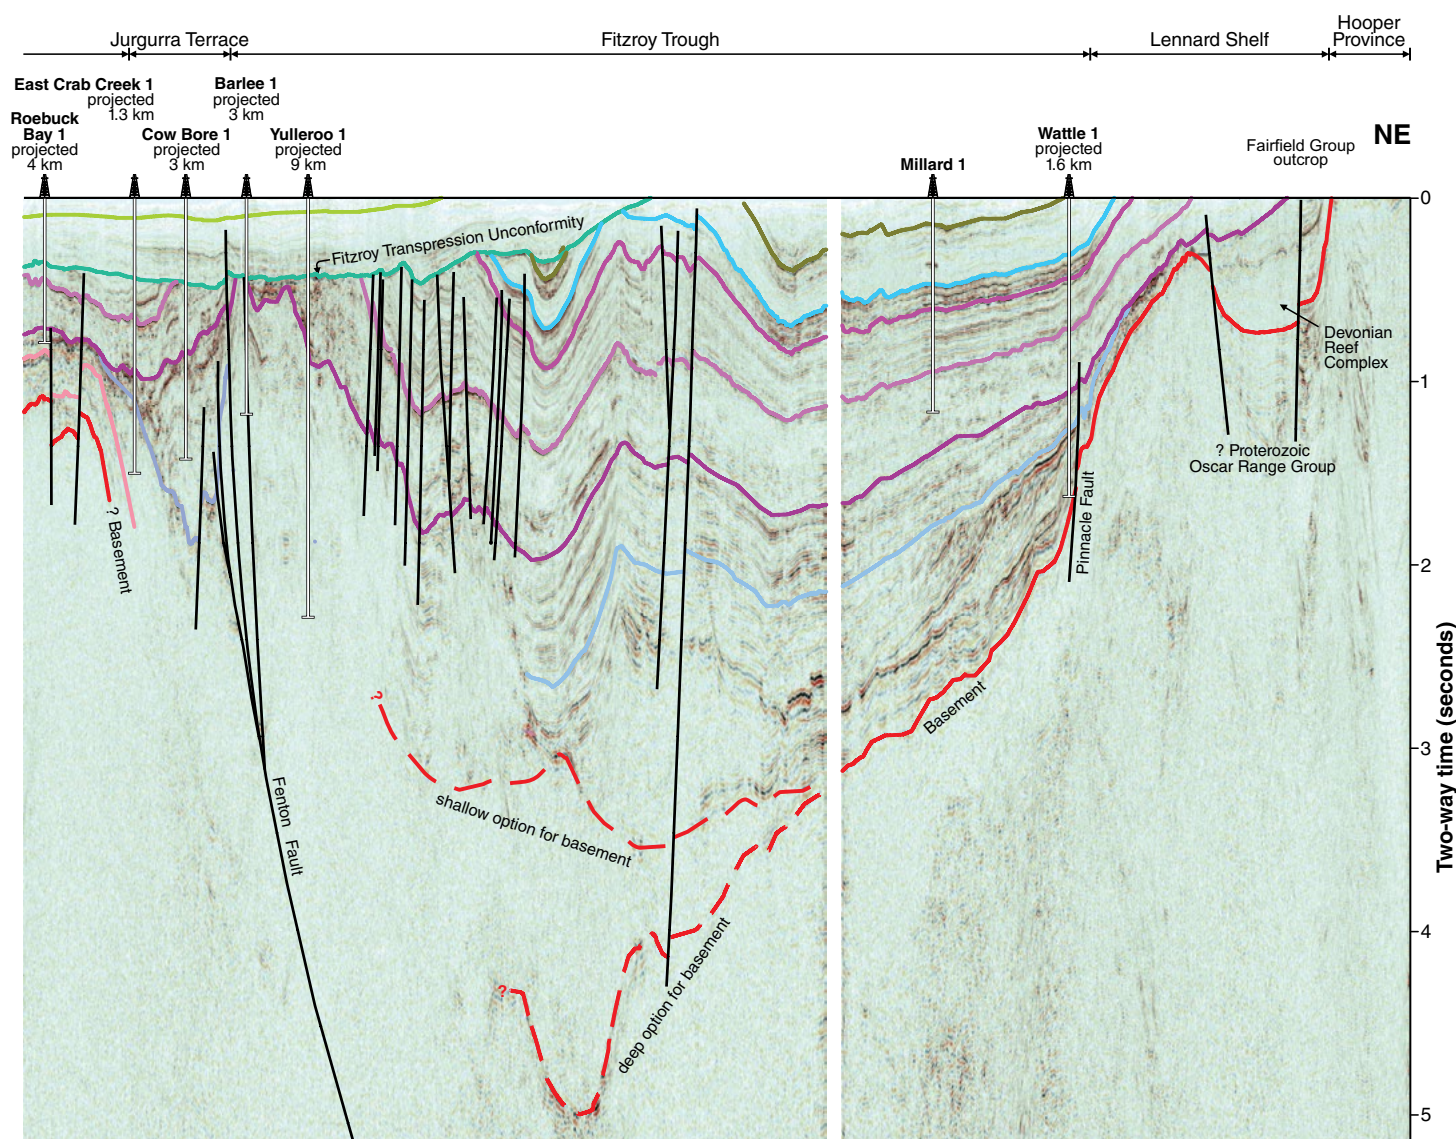 Jurgurra Terrace
Fitzroy Trough
Lennard Shelf
Hooper
Province
East Crab Creek 1
projected
1.3 km
Barlee 1
projected
3 km
Roebuck
Bay 1
projected
4 km
Cow Bore 1
projected
3 km
Yulleroo 1
projected
9 km
Millard 1
Wattle 1
projected
1.6 km
Fairfield Group
outcrop
NE
0
Fitzroy Transpression Unconformity
Devonian
Reef
Complex
1
? Proterozoic
Oscar Range Group
Pinnacle Fault
? Basement
2
Basement
?
3
shallow option for basement
Fenton Fault
Two-way time (seconds)
4
?
deep option for basement
5